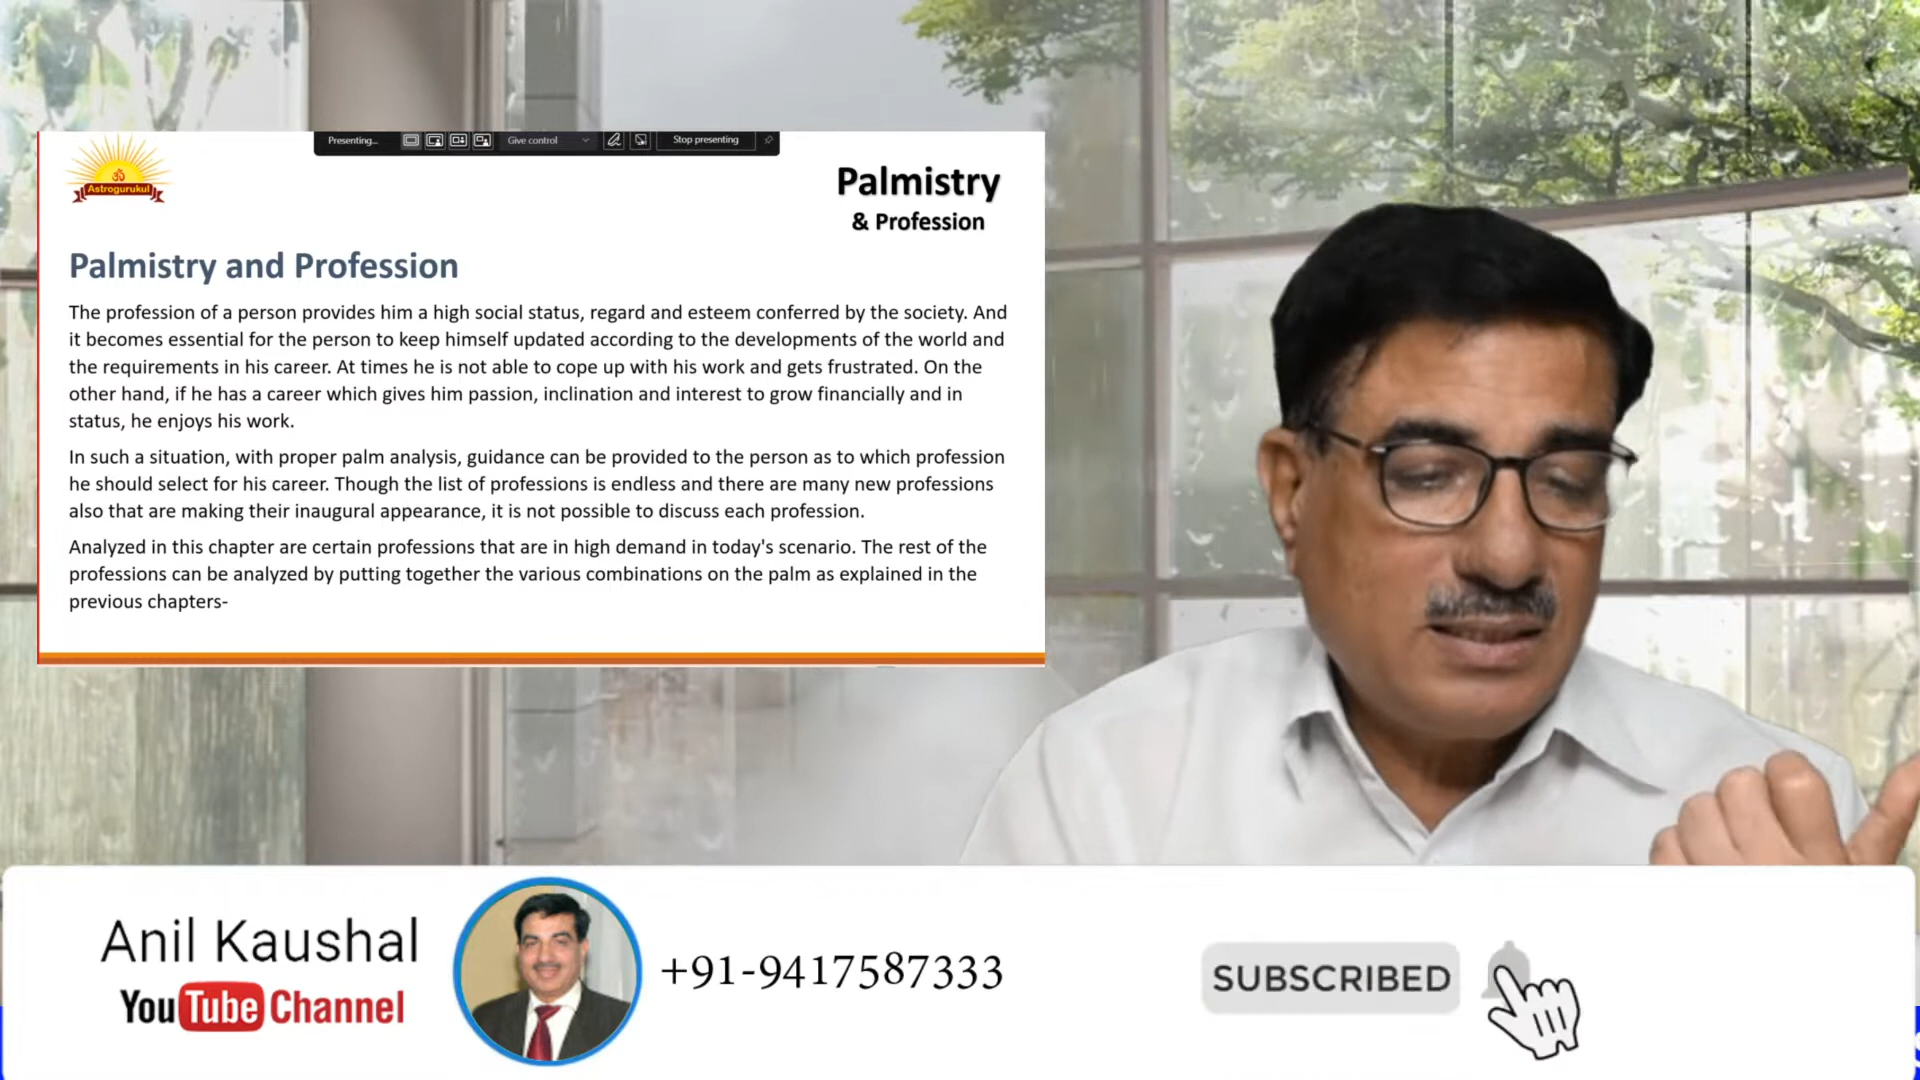 Presenting...
Give control
Stop presenting
ॐ
Astrogurukul
Palmistry
& Profession
Palmistry and Profession
The profession of a person provides him a high social status, regard and esteem conferred by the society. And
it becomes essential for the person to keep himself updated according to the developments of the world and
the requirements in his career. At times he is not able to cope up with his work and gets frustrated. On the
other hand, if he has a career which gives him passion, inclination and interest to grow financially and in
status, he enjoys his work.
In such a situation, with proper palm analysis, guidance can be provided to the person as to which profession
he should select for his career. Though the list of professions is endless and there are many new professions
also that are making their inaugural appearance, it is not possible to discuss each profession.
Analyzed in this chapter are certain professions that are in high demand in today's scenario. The rest of the
professions can be analyzed by putting together the various combinations on the palm as explained in the
previous chapters-
Anil Kaushal
YouTube Channel
+91-9417587333
SUBSCRIBED